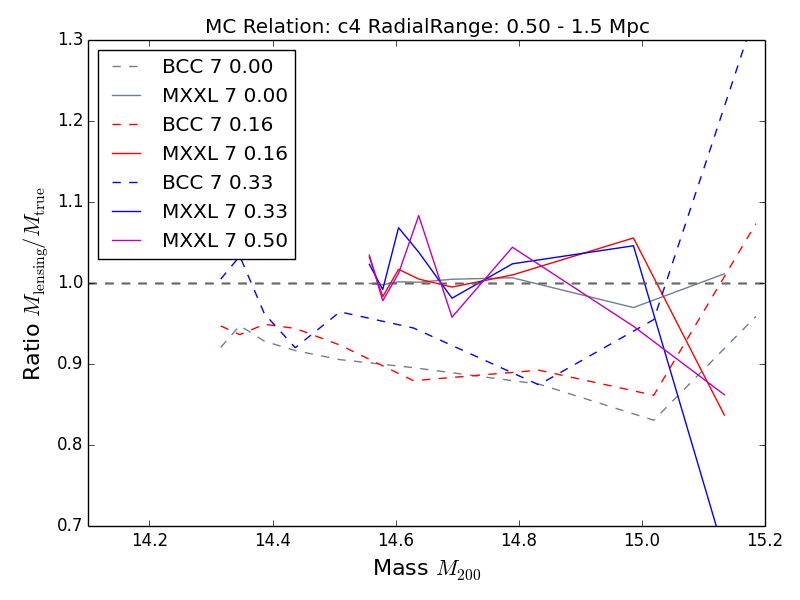 MC Relation: c4 RadialRange: 0.50 - 1.5 Mpc
1.3
1.2
1.1
1.0
0.9
0.8
0.7
Ratio M_lensing/M_true
BCC 7 0.00
MXXL 7 0.00
BCC 7 0.16
MXXL 7 0.16
BCC 7 0.33
MXXL 7 0.33
MXXL 7 0.50
14.2 14.4 14.6 14.8 15.0 15.2
Mass M_200